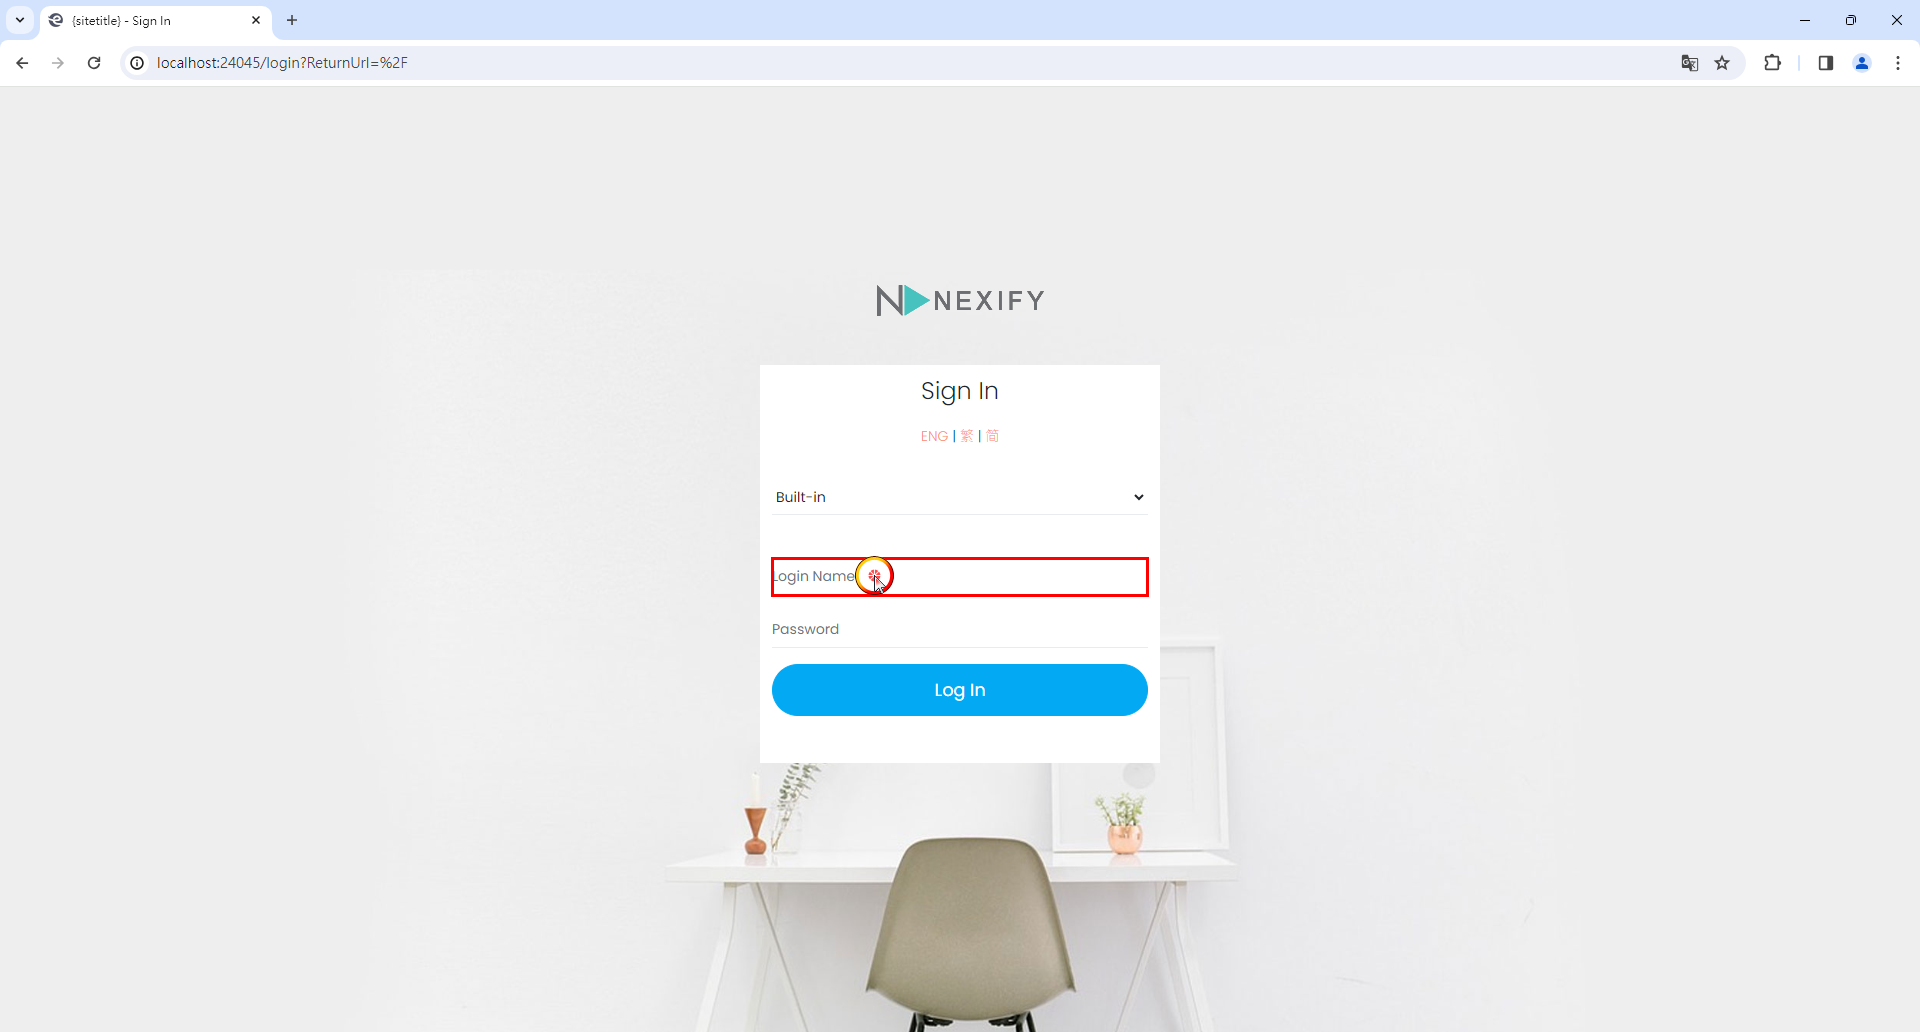 {sitetitle} - Sign In
localhost:24045/login?ReturnUrl=%2F
NEXIFY
Sign In
ENG | 繁 | 简
Built-in
Login Name
Password
Log In